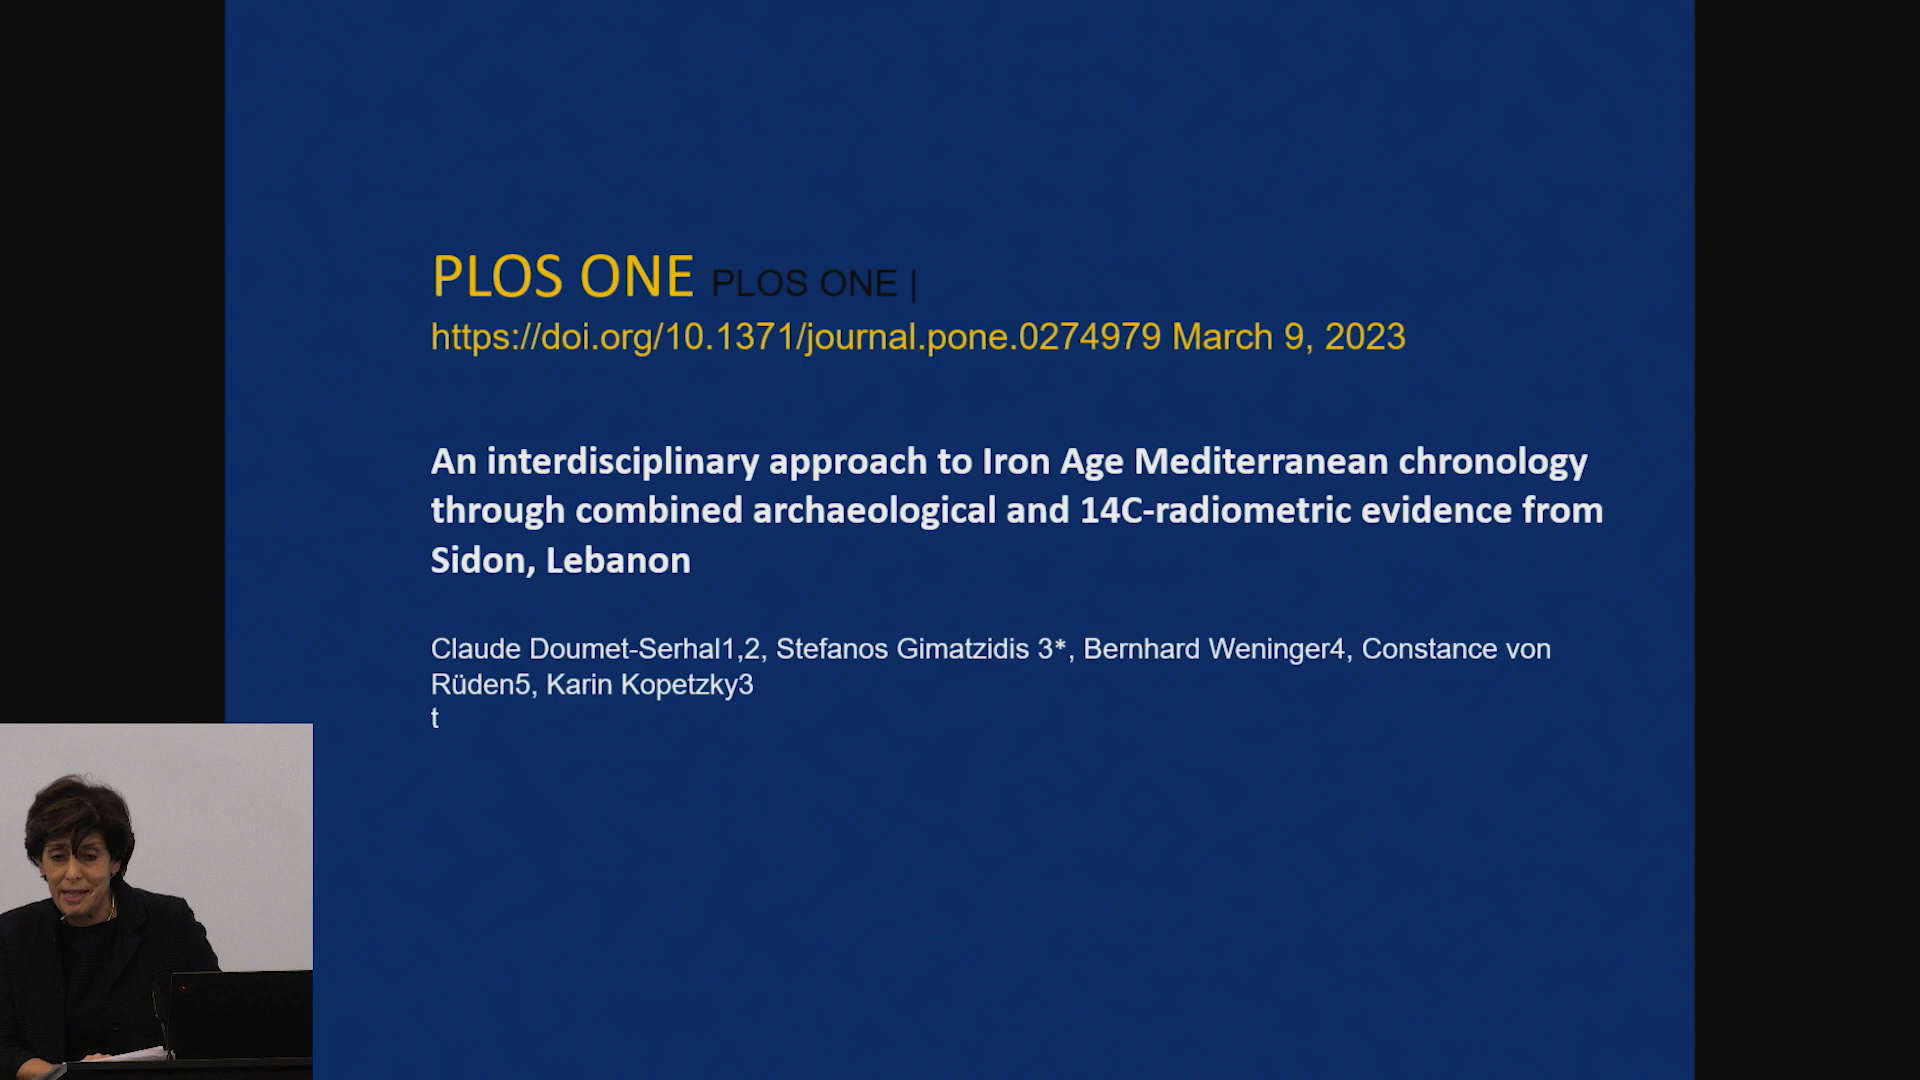 PLOS ONE PLOS ONE |
https://doi.org/10.1371/journal.pone.0274979 March 9, 2023
An interdisciplinary approach to Iron Age Mediterranean chronology
through combined archaeological and 14C-radiometric evidence from
Sidon, Lebanon
Claude Doumet-Serhal1,2, Stefanos Gimatzidis 3*, Bernhard Weninger4, Constance von
Rüden5, Karin Kopetzky3
t